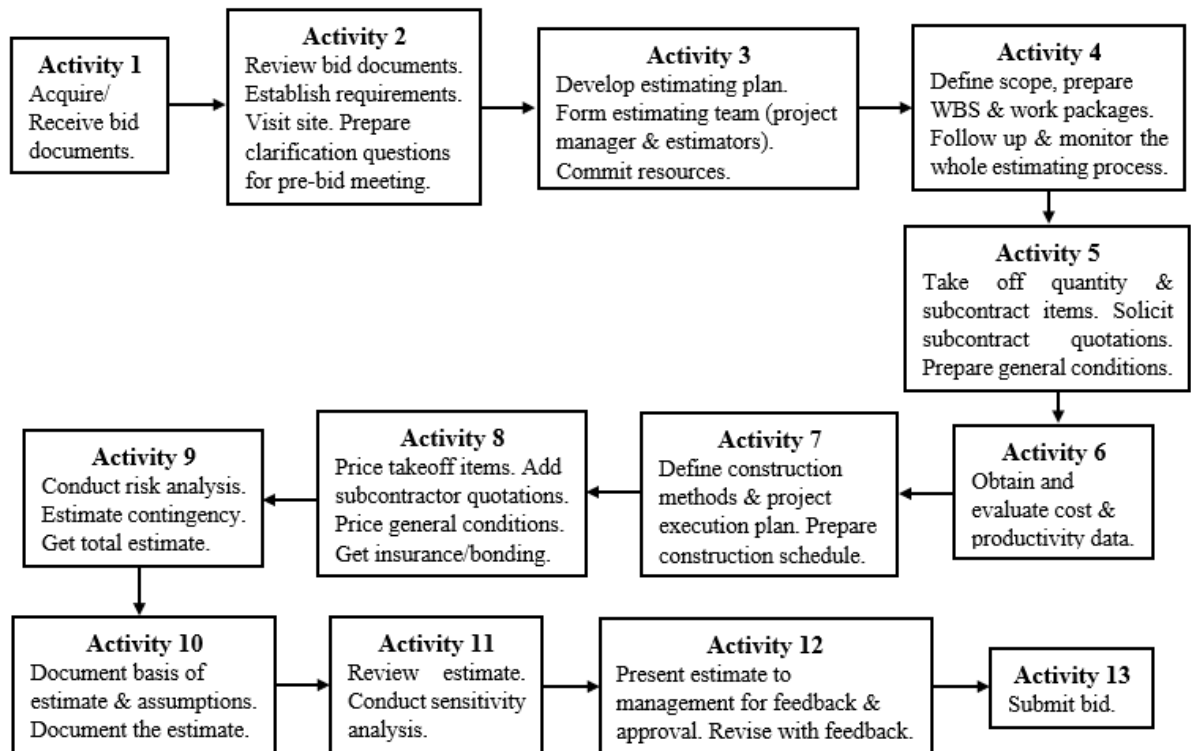 Activity 1
Acquire/
Receive bid
documents.
Activity 2
Review bid documents.
Establish requirements.
Visit site. Prepare
clarification questions
for pre-bid meeting.
Activity 3
Develop estimating plan.
Form estimating team (project
manager & estimators).
Commit resources.
Activity 4
Define scope, prepare
WBS & work packages.
Follow up & monitor the
whole estimating process.
Activity 5
Take off quantity &
subcontract items. Solicit
subcontract quotations.
Prepare general conditions.
Activity 6
Obtain and
evaluate cost &
productivity data.
Activity 7
Define construction
methods & project
execution plan. Prepare
construction schedule.
Activity 8
Price takeoff items. Add
subcontractor quotations.
Price general conditions.
Get insurance/bonding.
Activity 9
Conduct risk analysis.
Estimate contingency.
Get total estimate.
Activity 10
Document basis of
estimate & assumptions.
Document the estimate.
Activity 11
Review estimate.
Conduct sensitivity
analysis.
Activity 12
Present estimate to
management for feedback &
approval. Revise with feedback.
Activity 13
Submit bid.